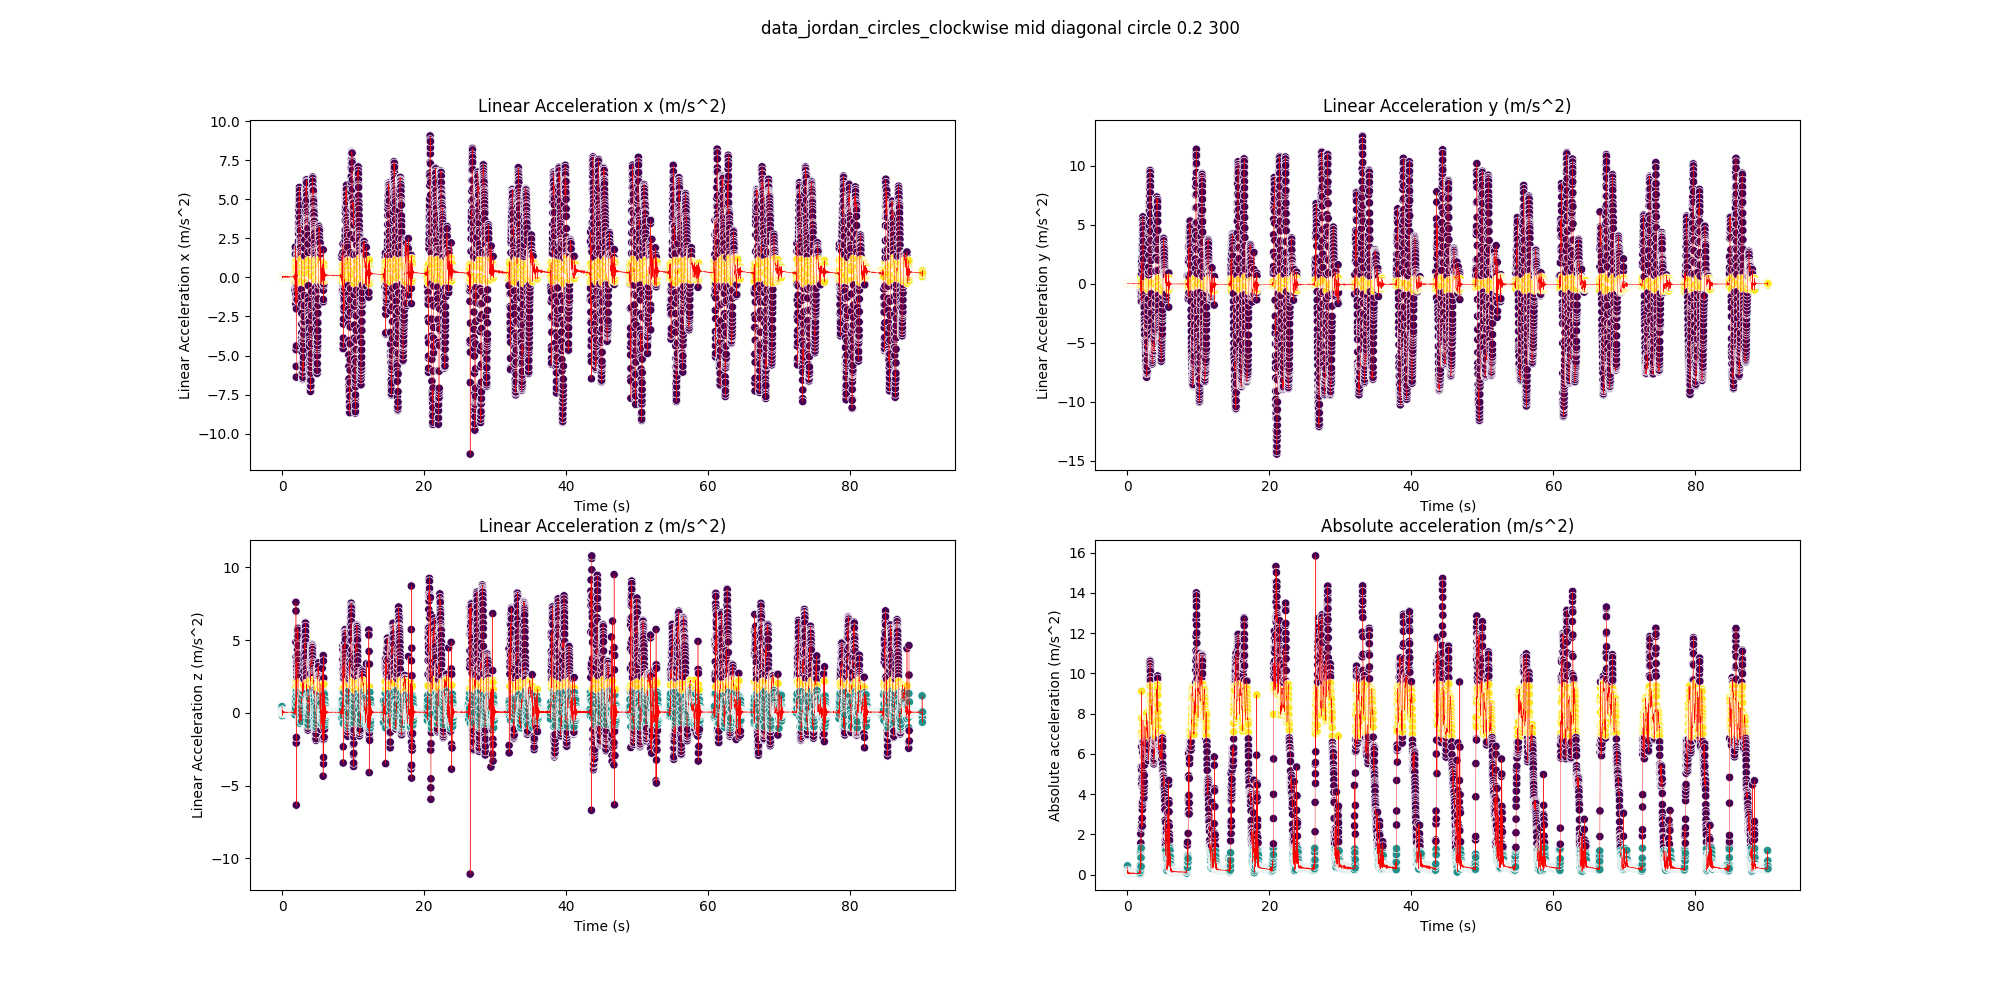 data_jordan_circles_clockwise mid diagonal circle 0.2 300
Linear Acceleration x (m/s^2)
Linear Acceleration x (m/s^2)
10.0
7.5
5.0
2.5
0.0
−2.5
−5.0
−7.5
−10.0
0 20 40 60 80
Time (s)
Linear Acceleration y (m/s^2)
Linear Acceleration y (m/s^2)
10
5
0
−5
−10
−15
0 20 40 60 80
Time (s)
Linear Acceleration z (m/s^2)
Linear Acceleration z (m/s^2)
10
5
0
−5
−10
0 20 40 60 80
Time (s)
Absolute acceleration (m/s^2)
Absolute acceleration (m/s^2)
16
14
12
10
8
6
4
2
0
0 20 40 60 80
Time (s)